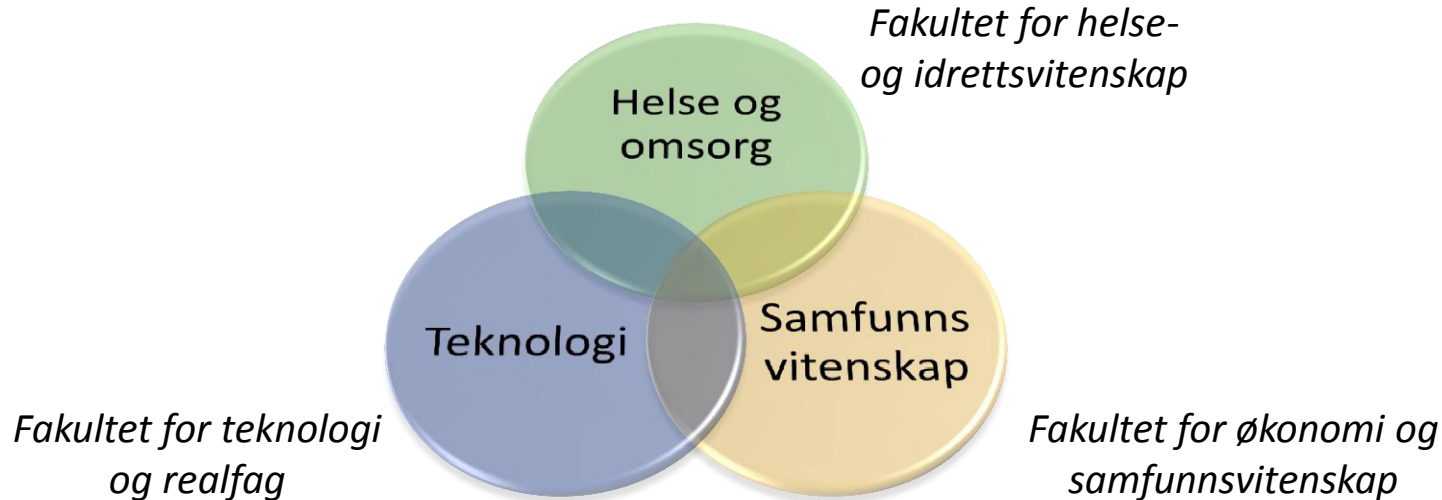 Fakultet for helse-
og idrettsvitenskap
Helse og
omsorg
Teknologi
Samfunns
vitenskap
Fakultet for teknologi
og realfag
Fakultet for økonomi og
samfunnsvitenskap